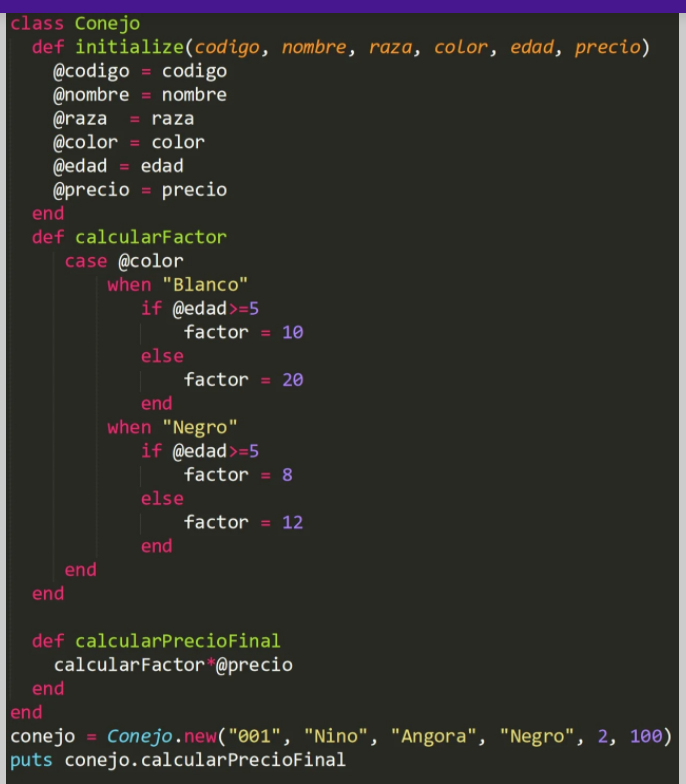 class Conejo
def initialize(codigo, nombre, raza, color, edad, precio)
@codigo = codigo
@nombre = nombre
@raza = raza
@color = color
@edad = edad
@precio = precio
end
def calcularFactor
case @color
when "Blanco"
if @edad>=5
factor = 10
else
factor = 20
end
when "Negro"
if @edad>=5
factor = 8
else
factor = 12
end
end
end
def calcularPrecioFinal
calcularFactor*@precio
end
end
conejo = Conejo.new("001", "Nino", "Angora", "Negro", 2, 100)
puts conejo.calcularPrecioFinal